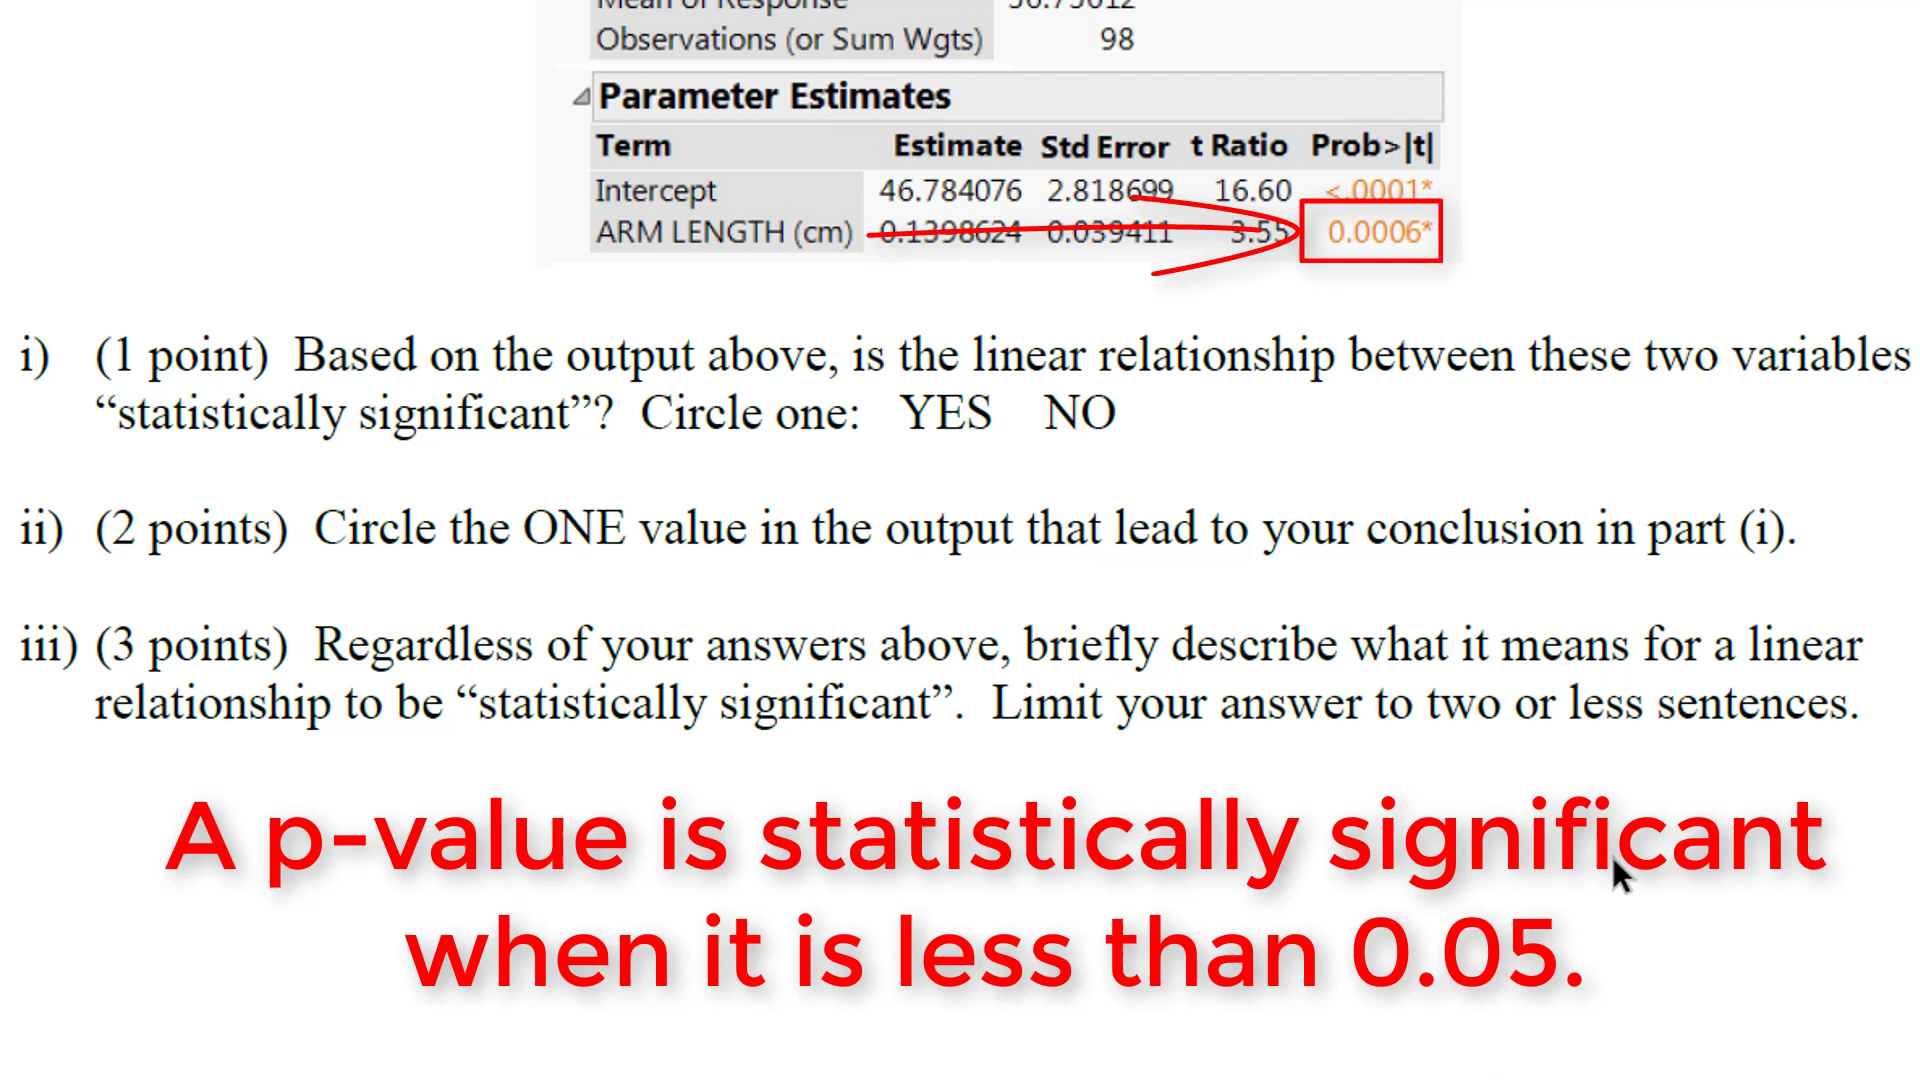 Mean of Response 56.75612
Observations (or Sum Wgts) 98
Parameter Estimates
Term Estimate Std Error t Ratio Prob>|t|
Intercept 46.784076 2.818699 16.60 <.0001*
ARM LENGTH (cm) 0.1398624 0.039411 3.55 0.0006*
i) (1 point) Based on the output above, is the linear relationship between these two variables
“statistically significant”? Circle one: YES NO
ii) (2 points) Circle the ONE value in the output that lead to your conclusion in part (i).
iii) (3 points) Regardless of your answers above, briefly describe what it means for a linear
relationship to be “statistically significant”. Limit your answer to two or less sentences.
A p-value is statistically significant
when it is less than 0.05.